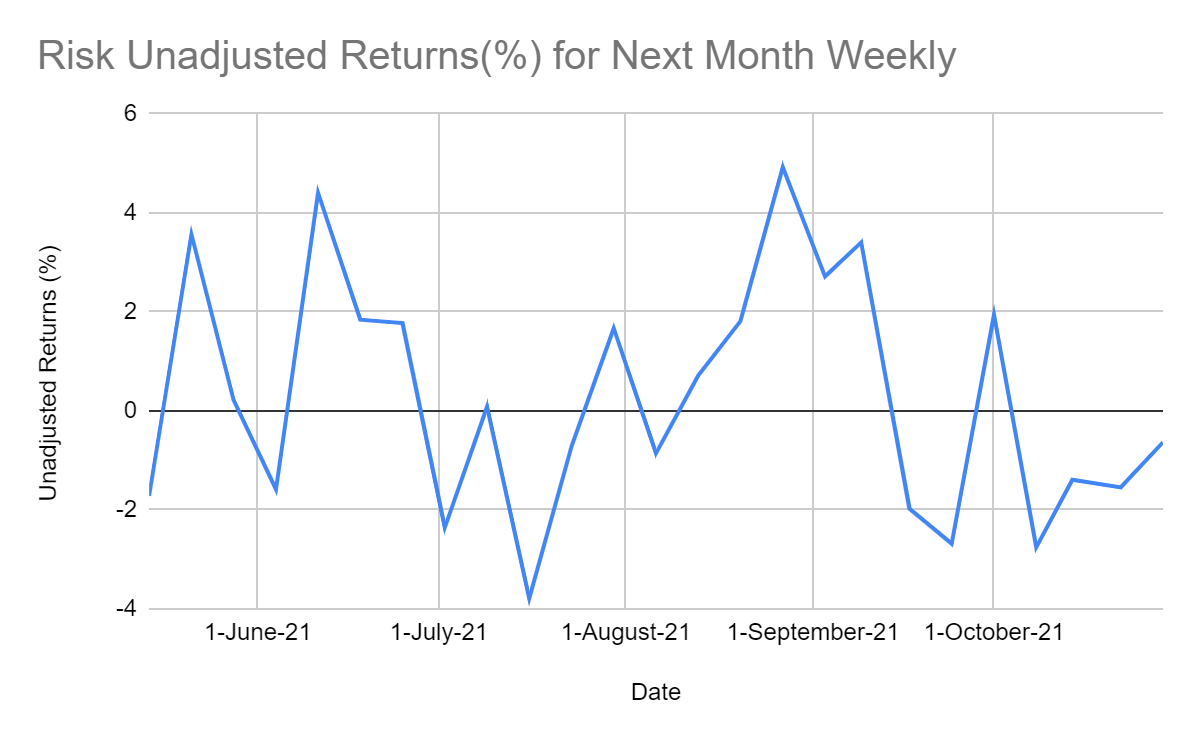 Risk Unadjusted Returns(%) for Next Month Weekly
6
4
2
0
-2
-4
Unadjusted Returns (%)
1-June-21 1-July-21 1-August-21 1-September-21 1-October-21
Date